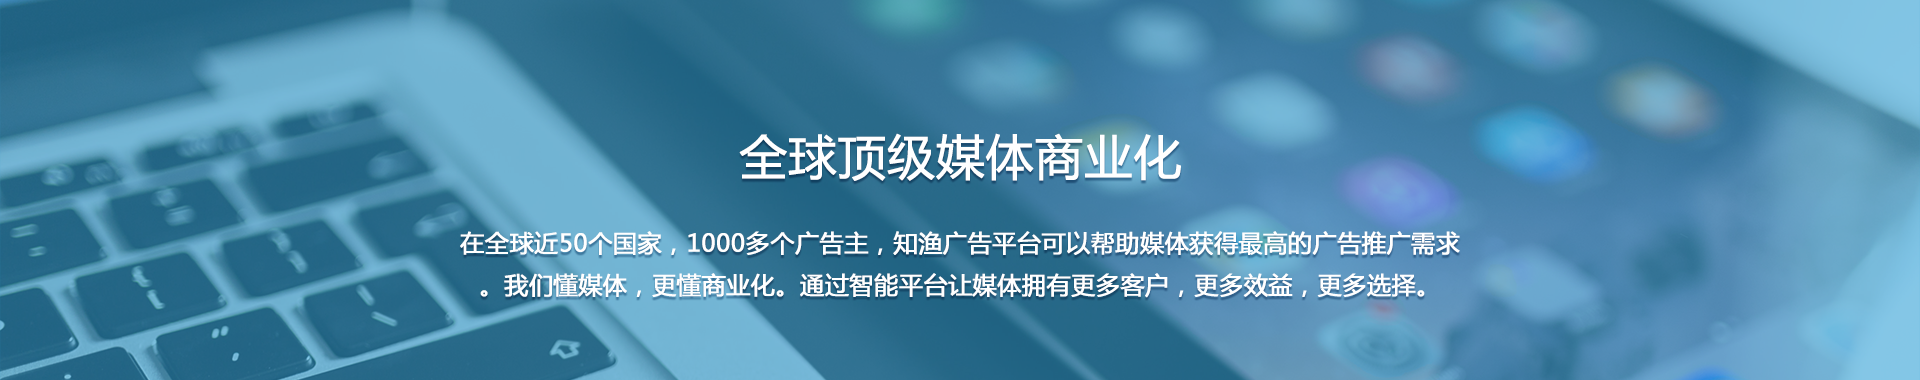 全球顶级媒体商业化
在全球近50个国家，1000多个广告主，知渔广告平台可以帮助媒体获得最高的广告推广需求
。我们懂媒体，更懂商业化。通过智能平台让媒体拥有更多客户，更多效益，更多选择。